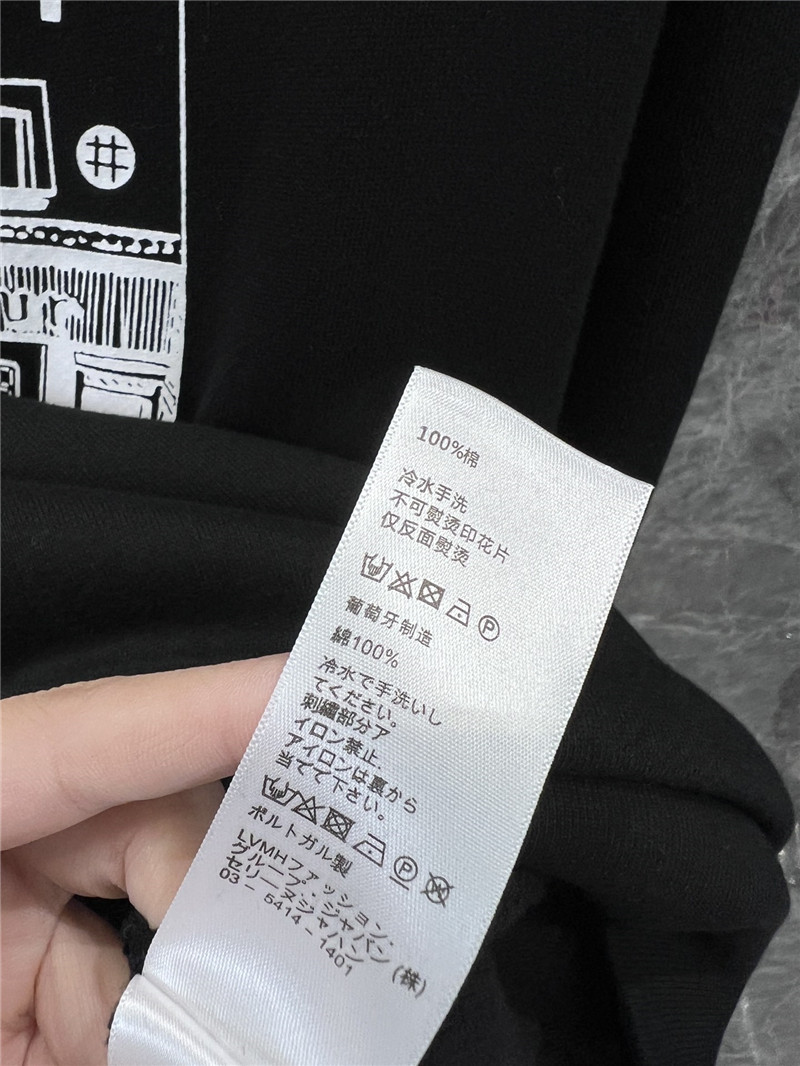 #
ur
100%棉
冷水手洗
不可熨烫印花片
仅反面熨烫
P
葡萄牙制造
綿100%
冷水で手洗いし
てください。
刺繍部分ア
イロン禁止.
アイロンは裏から
当てて下さい。
P
W
ポルトガル製
LVMHファッション.
グループ.ジャパン
セリーヌジャハン(株)
03-5414-1401